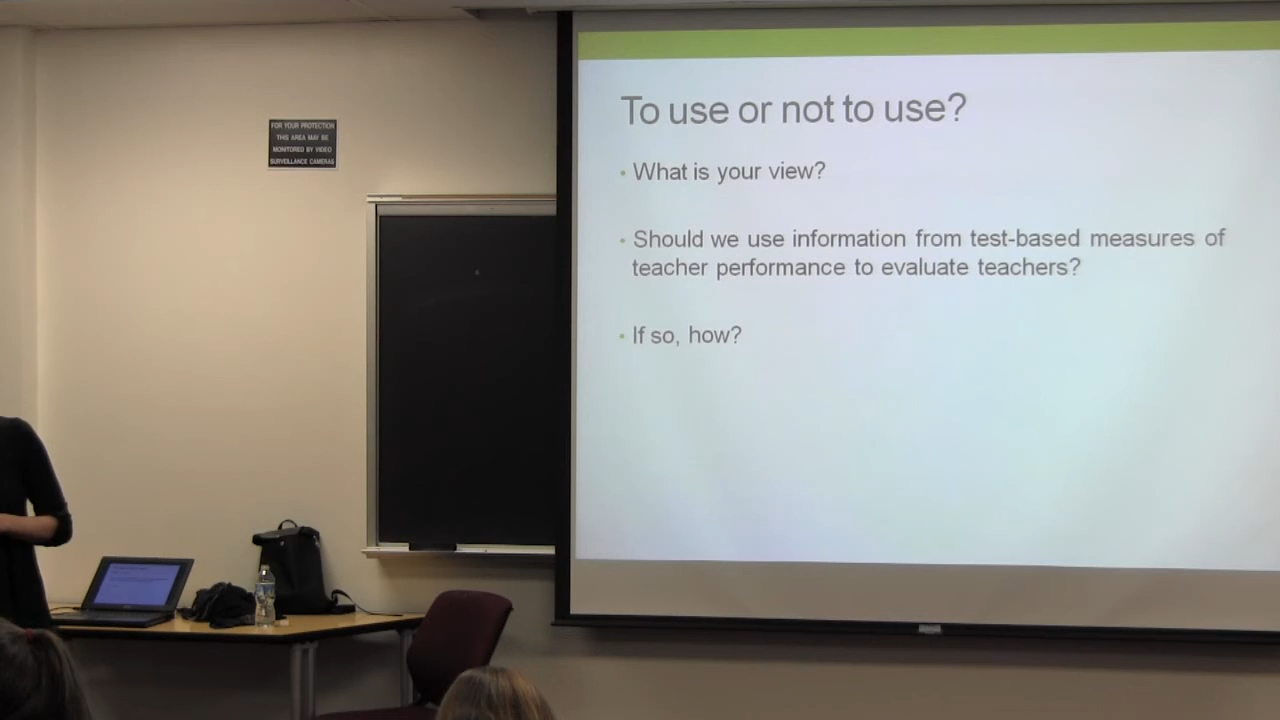 FOR YOUR PROTECTION
THIS AREA MAY BE
MONITORED BY VIDEO
SURVEILLANCE CAMERAS
To use or not to use?
• What is your view?
• Should we use information from test-based measures of
teacher performance to evaluate teachers?
• If so, how?